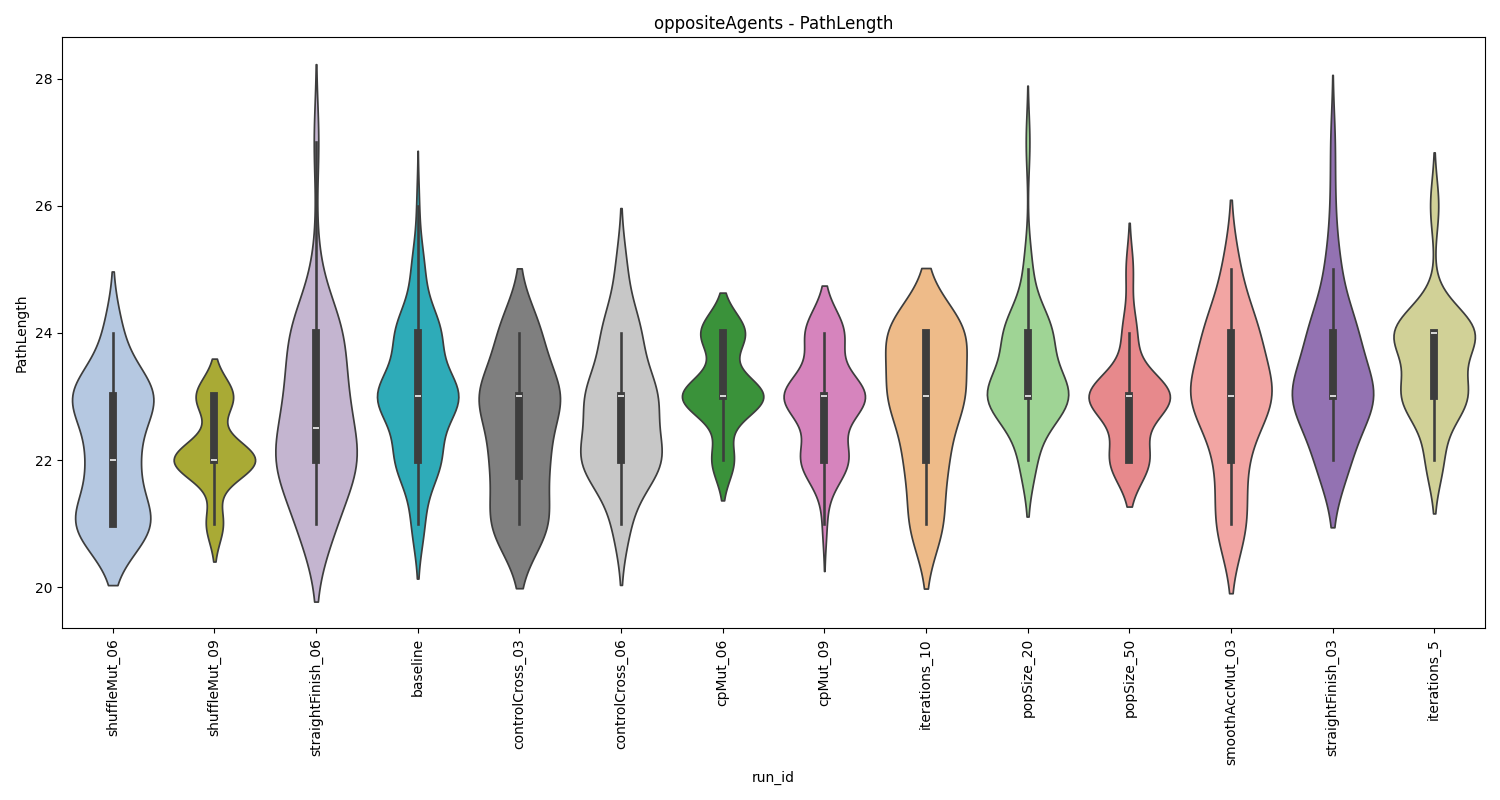 oppositeAgents - PathLength
PathLength
28
26
24
22
20
shuffleMut_06
shuffleMut_09
straightFinish_06
baseline
controlCross_03
controlCross_06
cpMut_06
cpMut_09
iterations_10
popSize_20
popSize_50
smoothAccMut_03
straightFinish_03
iterations_5
run_id